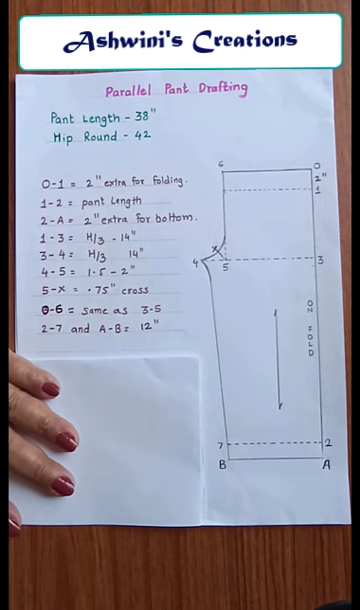 Ashwini's Creations
Parallel Pant Drafting
Pant Length - 38"
Hip Round - 42
0-1 = 2" extra for folding.
1-2 = pant Length
2-A = 2" extra for bottom.
1-3 = H/3 - 14"
3-4 = H/3 14"
4-5 = 1.5 - 2"
5-x = .75" cross
0-6 = same as 3-5
2-7 and A-B = 12"
6
0
2"
1
x
4
5
3
ON FOLD
7
2
B
A